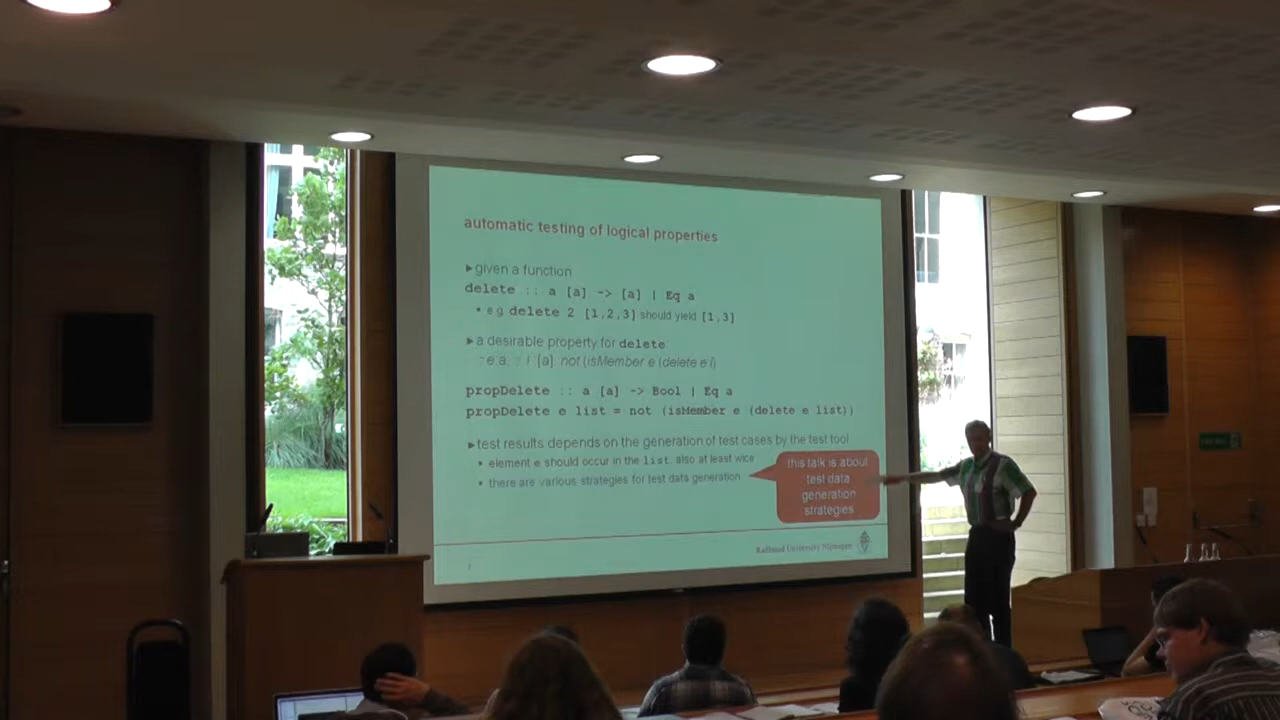 automatic testing of logical properties
►given a function
delete :: a [a] -> [a] | Eq a
• e.g. delete 2 [1,2,3] should yield [1,3]
►a desirable property for delete
[a]: not (isMember e (delete e l)
propDelete :: a [a] -> Bool | Eq a
propDelete e list = not (isMember e (delete e list))
►test results depends on the generation of test cases by the test tool
• element e should occur in the list, also at least wice
• there are various strategies for test data generation
this talk is about
test data
generation
strategies
Radboud University Nijmegen